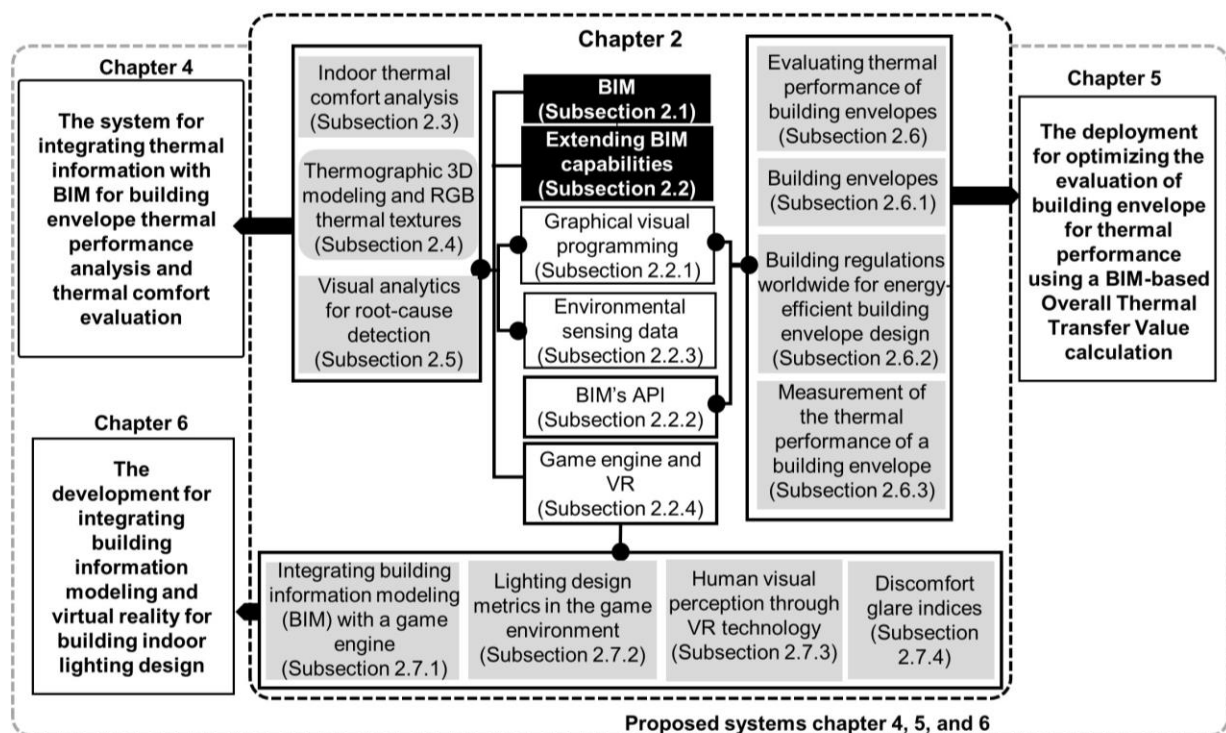 Chapter 2
Chapter 4
The system for
integrating thermal
information with
BIM for building
envelope thermal
performance
analysis and
thermal comfort
evaluation
Indoor thermal
comfort analysis
(Subsection 2.3)
Thermographic 3D
modeling and RGB
thermal textures
(Subsection 2.4)
Visual analytics
for root-cause
detection
(Subsection 2.5)
BIM
(Subsection 2.1)
Extending BIM
capabilities
(Subsection 2.2)
Graphical visual
programming
(Subsection 2.2.1)
Environmental
sensing data
(Subsection 2.2.3)
BIM's API
(Subsection 2.2.2)
Game engine and
VR
(Subsection 2.2.4)
Evaluating thermal
performance of
building envelopes
(Subsection 2.6)
Building envelopes
(Subsection 2.6.1)
Building regulations
worldwide for energy-
efficient building
envelope design
(Subsection 2.6.2)
Measurement of
the thermal
performance of a
building envelope
(Subsection 2.6.3)
Chapter 5
The deployment
for optimizing the
evaluation of
building envelope
for thermal
performance
using a BIM-based
Overall Thermal
Transfer Value
calculation
Chapter 6
The
development for
integrating
building
information
modeling and
virtual reality for
building indoor
lighting design
Integrating building
information modeling
(BIM) with a game
engine
(Subsection 2.7.1)
Lighting design
metrics in the game
environment
(Subsection 2.7.2)
Human visual
perception through
VR technology
(Subsection 2.7.3)
Discomfort
glare indices
(Subsection
2.7.4)
Proposed systems chapter 4, 5, and 6